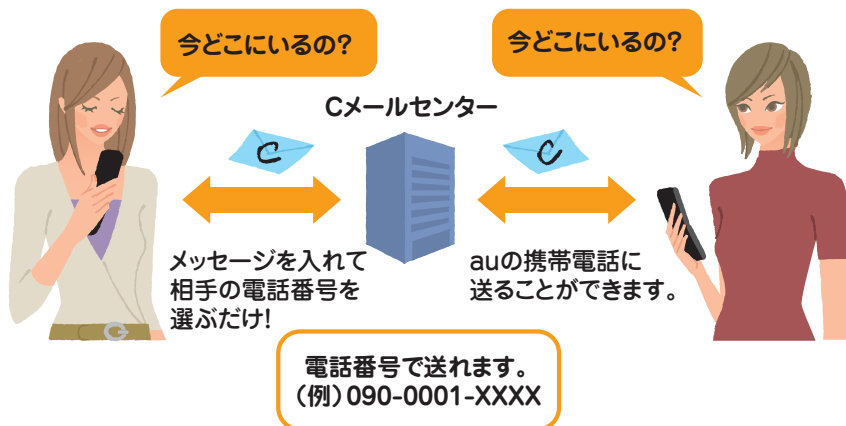 今どこにいるの?
今どこにいるの?
Cメールセンター
C
C
メッセージを入れて
相手の電話番号を
選ぶだけ!
auの携帯電話に
送ることができます。
電話番号で送れます。
(例)090-0001-XXXX